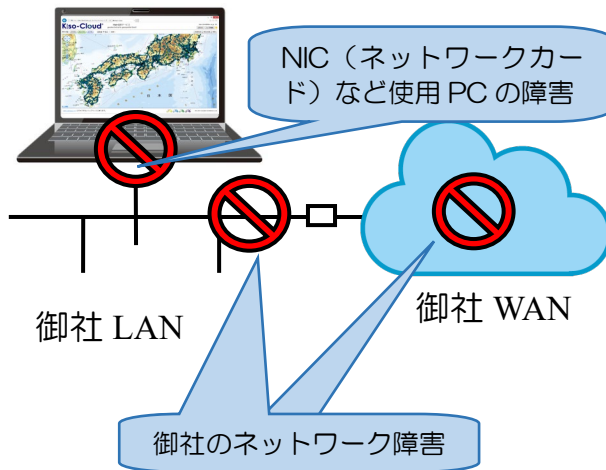 Kiso-Cloud
NIC（ネットワークカー
ド）など使用 PC の障害
御社 LAN
御社 WAN
御社のネットワーク障害